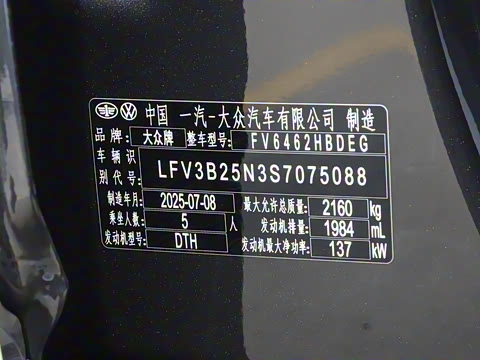 中国 一汽-大众汽车有限公司 制造
品牌: 大众牌 整车型号: FV6462HBDEG
车辆识别代号: LFV3B25N3S7075088
制造年月: 2025-07-08 最大允许总质量: 2160 kg
乘坐人数: 5 人 发动机排量: 1984 mL
发动机型号: DTH 发动机最大净功率: 137 kW